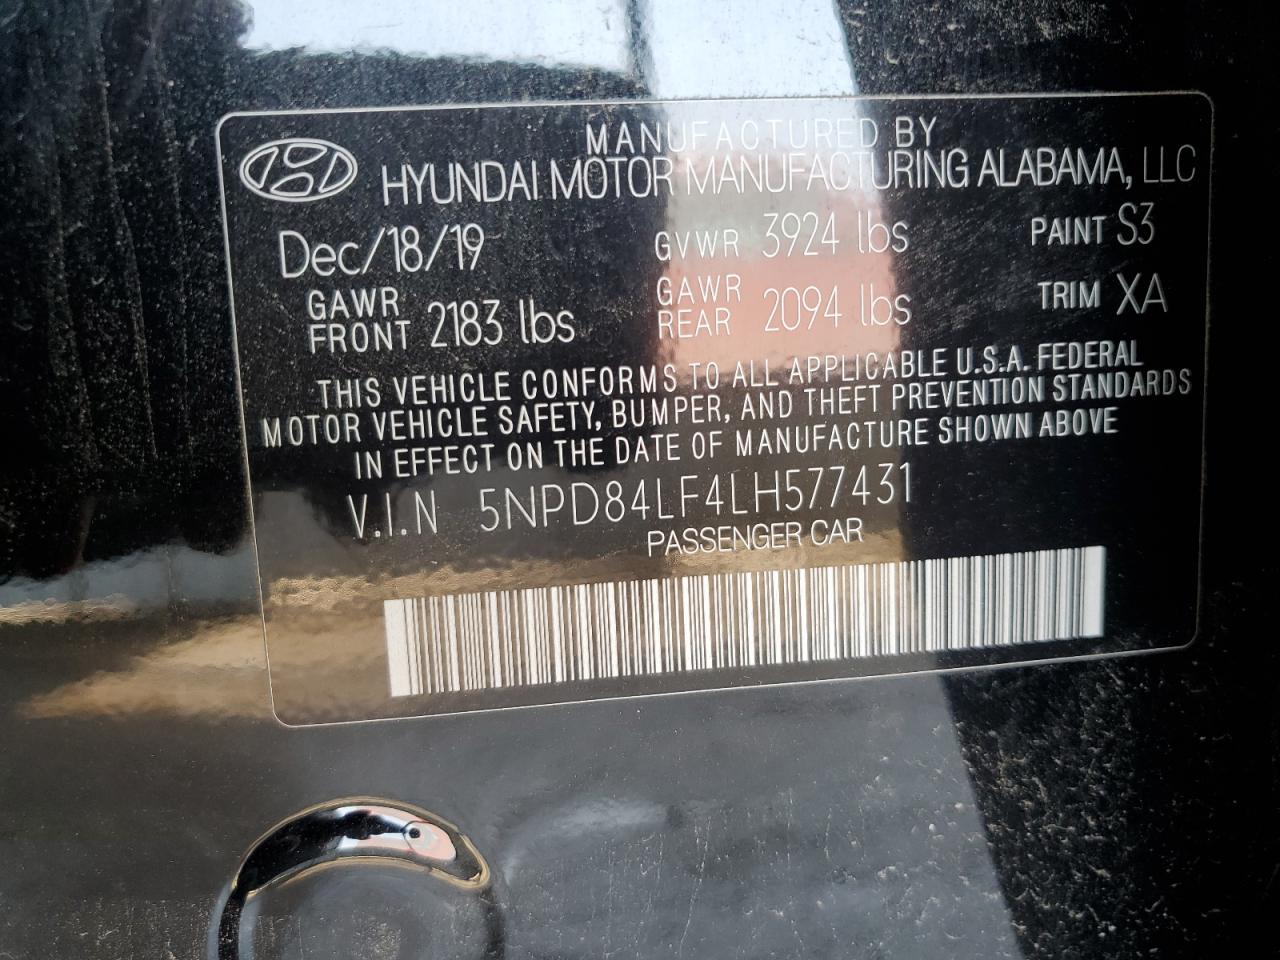 MANUFACTURED BY
HYUNDAI MOTOR MANUFACTURING ALABAMA, LLC
Dec/18/19 GVWR 3924 lbs PAINT S3
GAWR FRONT 2183 lbs GAWR REAR 2094 lbs TRIM XA
THIS VEHICLE CONFORMS TO ALL APPLICABLE U.S.A. FEDERAL
MOTOR VEHICLE SAFETY, BUMPER, AND THEFT PREVENTION STANDARDS
IN EFFECT ON THE DATE OF MANUFACTURE SHOWN ABOVE
V.I.N 5NPD84LF4LH577431
PASSENGER CAR